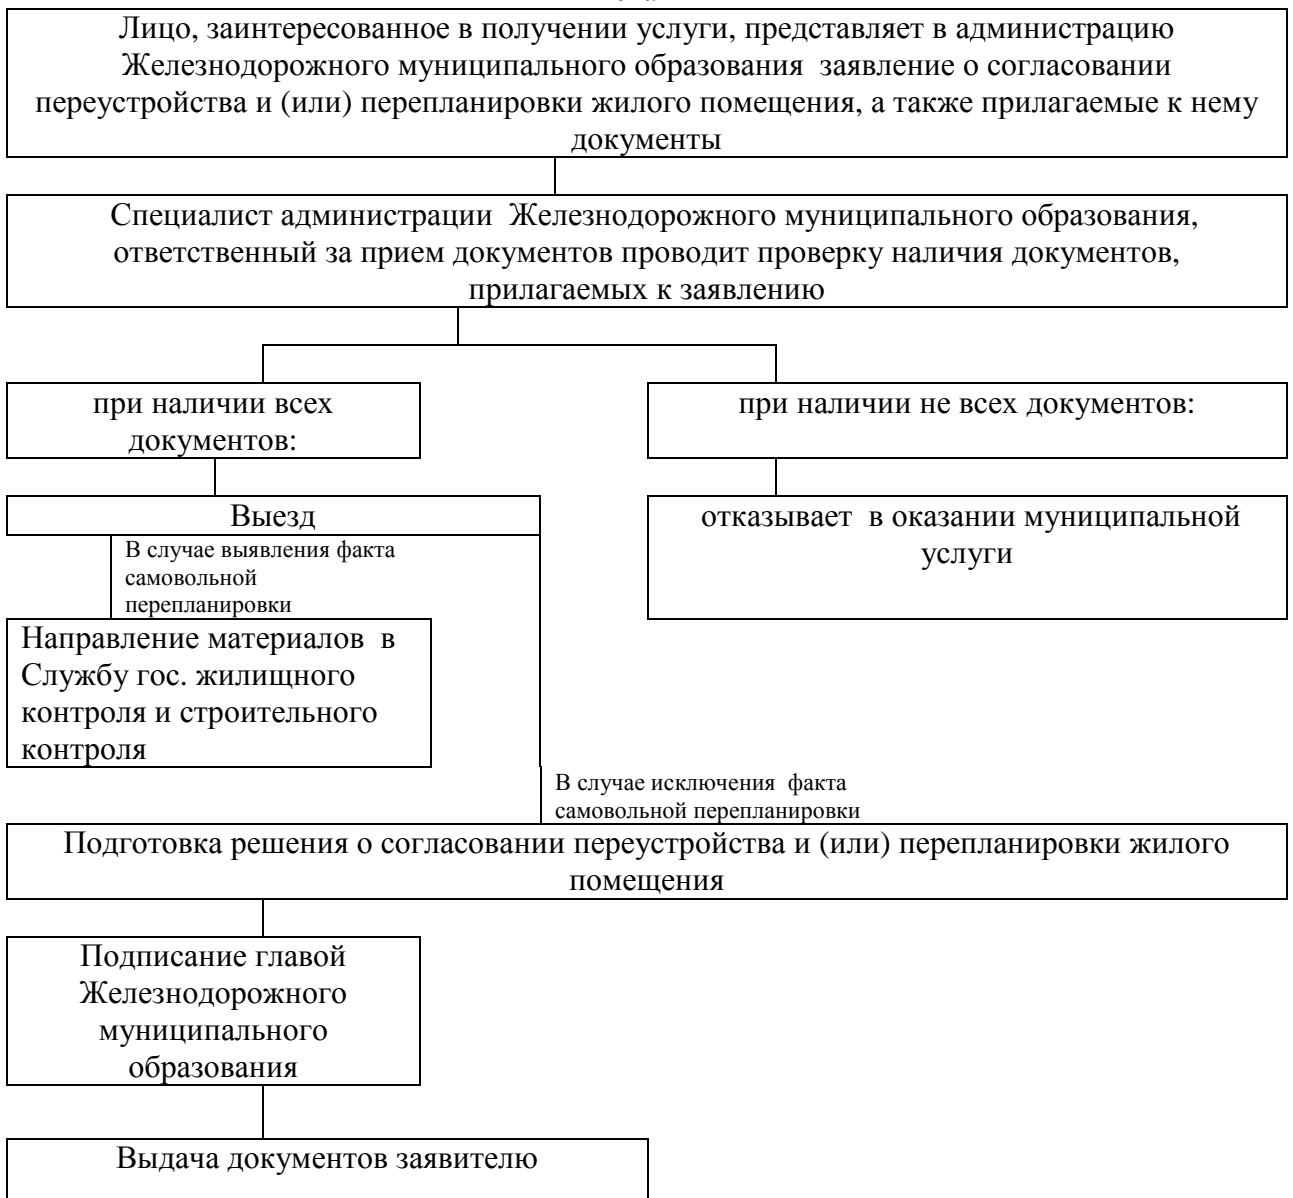 Лицо, заинтересованное в получении услуги, представляет в администрацию
Железнодорожного муниципального образования заявление о согласовании
переустройства и (или) перепланировки жилого помещения, а также прилагаемые к нему
документы
Специалист администрации Железнодорожного муниципального образования,
ответственный за прием документов проводит проверку наличия документов,
прилагаемых к заявлению
при наличии всех
документов:
при наличии не всех документов:
Выезд
отказывает в оказании муниципальной
услуги
В случае выявления факта
самовольной
перепланировки
Направление материалов в
Службу гос. жилищного
контроля и строительного
контроля
В случае исключения факта
самовольной перепланировки
Подготовка решения о согласовании переустройства и (или) перепланировки жилого
помещения
Подписание главой
Железнодорожного
муниципального
образования
Выдача документов заявителю